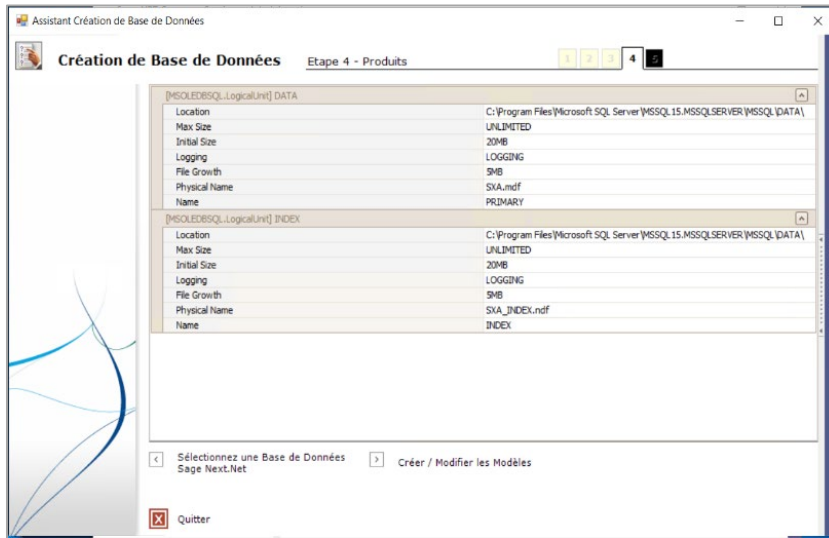 Assistant Création de Base de Données
Création de Base de Données Etape 4 - Produits 1 2 3 4 5
[MSOLEDBSQL.LogicalUnit] DATA
Location C:\Program Files\Microsoft SQL Server\MSSQL15.MSSQLSERVER\MSSQL\DATA\
Max Size UNLIMITED
Initial Size 20MB
Logging LOGGING
File Growth 5MB
Physical Name SXA.mdf
Name PRIMARY
[MSOLEDBSQL.LogicalUnit] INDEX
Location C:\Program Files\Microsoft SQL Server\MSSQL15.MSSQLSERVER\MSSQL\DATA\
Max Size UNLIMITED
Initial Size 20MB
Logging LOGGING
File Growth 5MB
Physical Name SXA_INDEX.ndf
Name INDEX
Sélectionnez une Base de Données
Sage Next.Net
Créer / Modifier les Modèles
Quitter